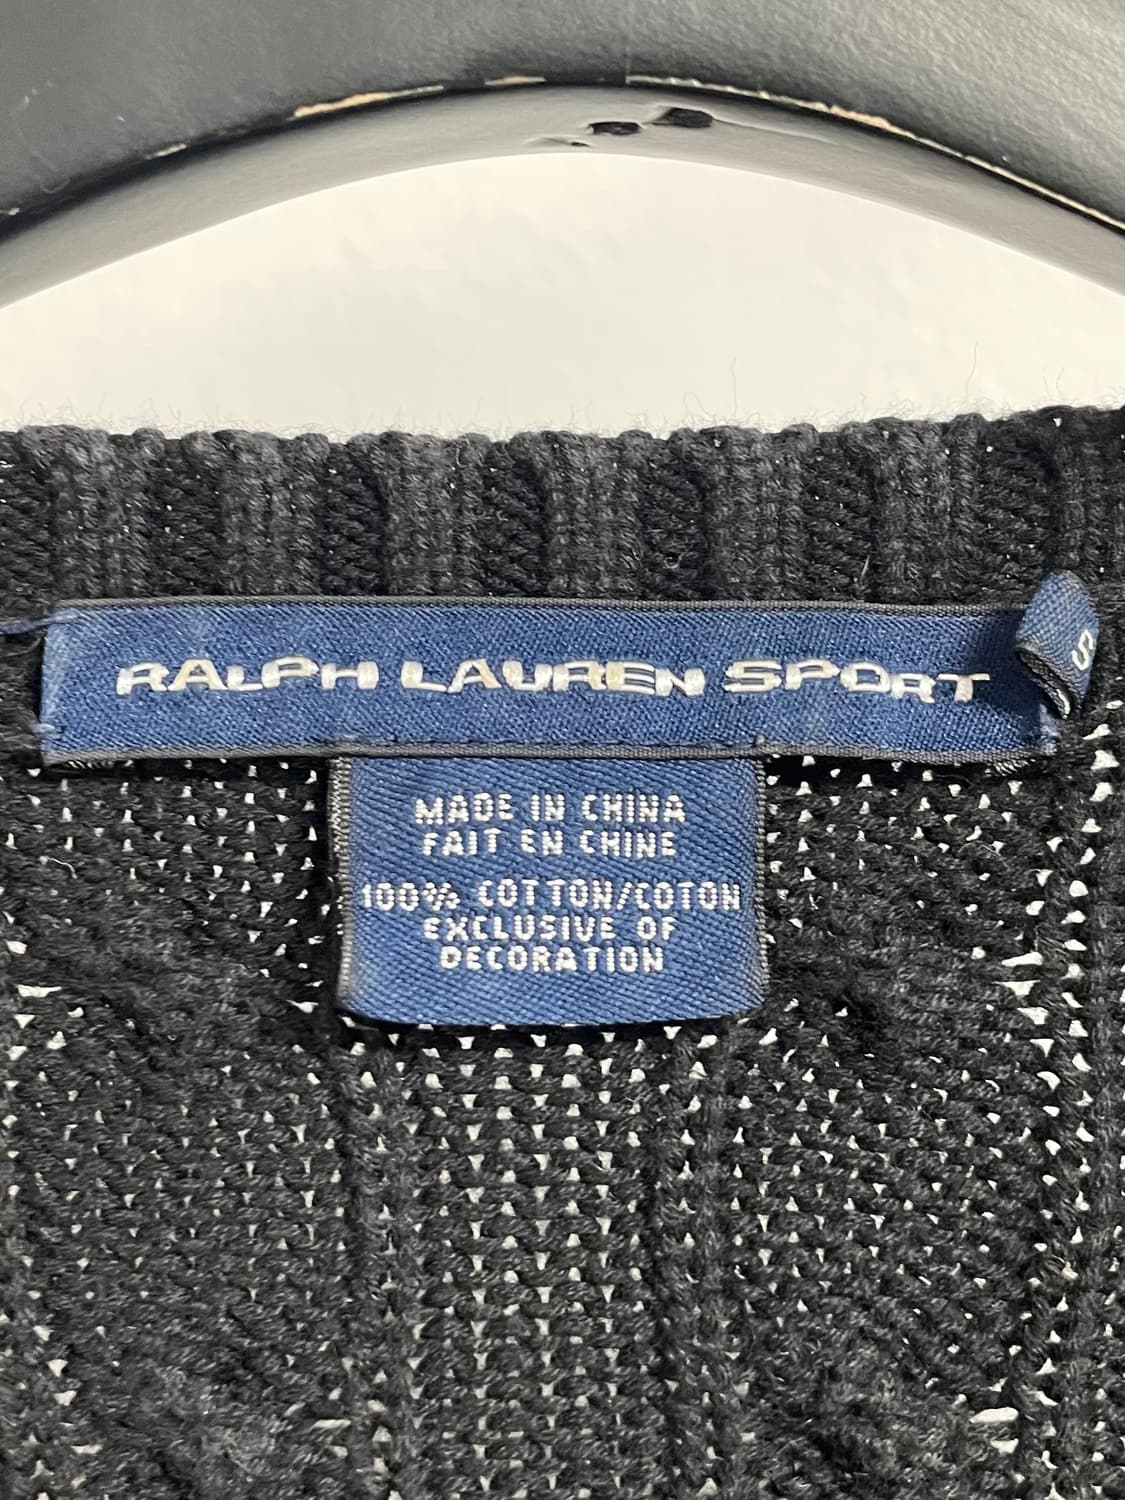 RALPH LAUREN SPORT
S
MADE IN CHINA
FAIT EN CHINE
100% COTTON/COTON
EXCLUSIVE OF
DECORATION